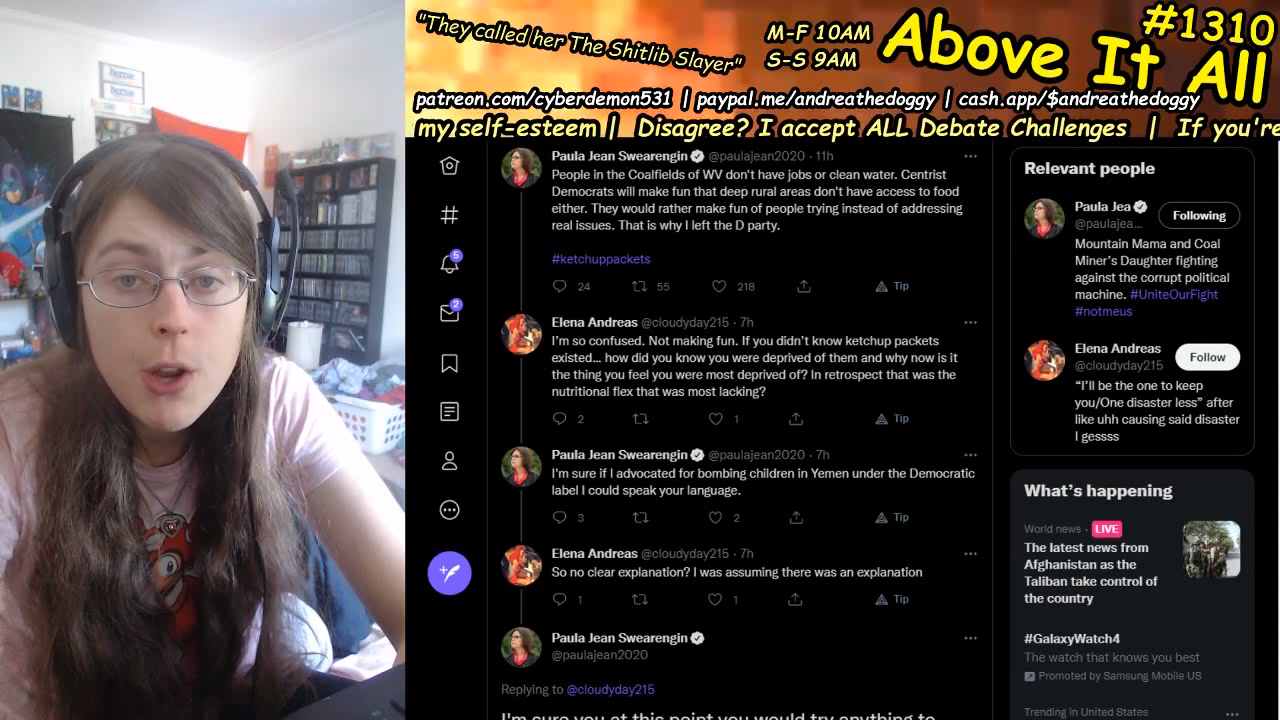 "They called her The Shitlib Slayer"
M-F 10AM
S-S 9AM
Above It All
#1310
patreon.com/cyberdemon531 | paypal.me/andreathedoggy | cash.app/$andreathedoggy
my self-esteem | Disagree? I accept ALL Debate Challenges | If you're
Bernie
Paula Jean Swearengin @paulajean2020 · 11h
People in the Coalfields of WV don't have jobs or clean water. Centrist
Democrats will make fun that deep rural areas don't have access to food
either. They would rather make fun of people trying instead of addressing
real issues. That is why I left the D party.
#ketchuppackets
24 55 218 Tip
Elena Andreas @cloudyday215 · 7h
I'm so confused. Not making fun. If you didn't know ketchup packets
existed... how did you know you were deprived of them and why now is it
the thing you feel you were most deprived of? In retrospect that was the
nutritional flex that was most lacking?
2 1 Tip
Paula Jean Swearengin @paulajean2020 · 7h
I'm sure if I advocated for bombing children in Yemen under the Democratic
label I could speak your language.
3 2 Tip
Elena Andreas @cloudyday215 · 7h
So no clear explanation? I was assuming there was an explanation
1 1 Tip
Paula Jean Swearengin
@paulajean2020
Replying to @cloudyday215
I'm sure you at this point you would try anything to
5
2
Relevant people
Paula Jea
@paulajea...
Following
Mountain Mama and Coal
Miner's Daughter fighting
against the corrupt political
machine. #UniteOurFight
#notmeus
Elena Andreas
@cloudyday215
Follow
"I'll be the one to keep
you/One disaster less" after
like uhh causing said disaster
I gessss
What's happening
World news · LIVE
The latest news from
Afghanistan as the
Taliban take control of
the country
#GalaxyWatch4
The watch that knows you best
Promoted by Samsung Mobile US
Trending in United States